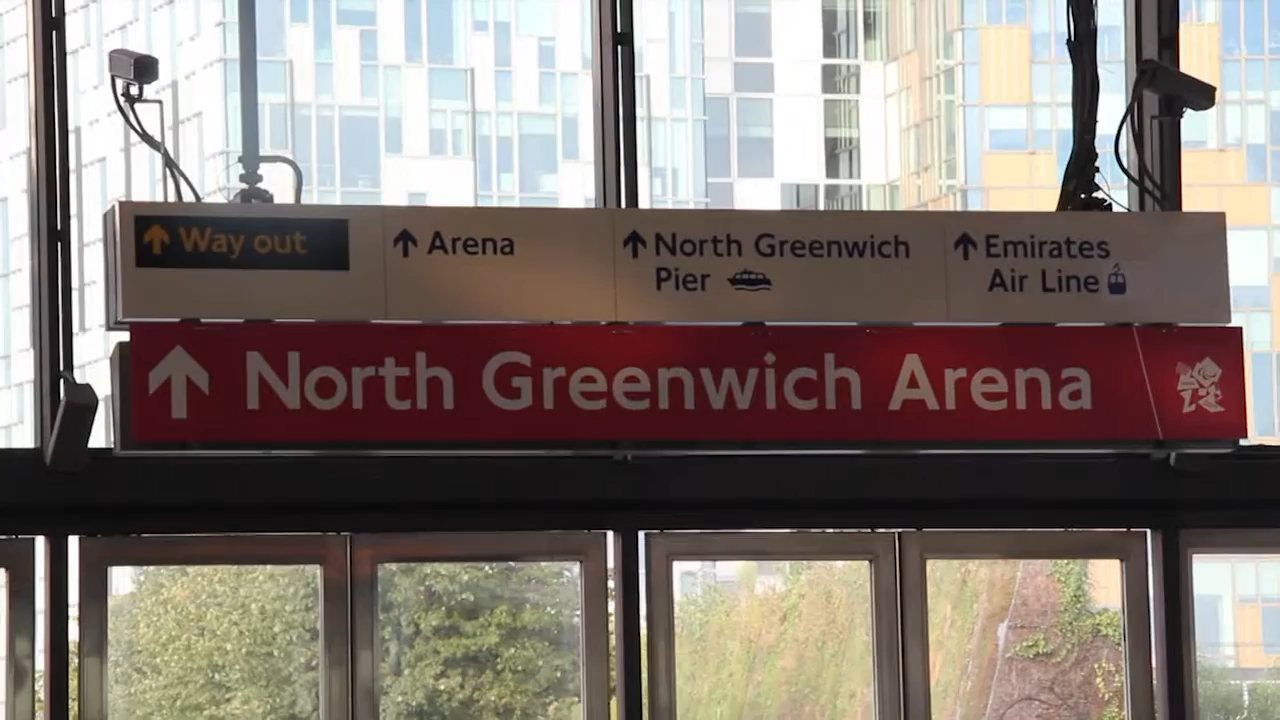 Way out
Arena
North Greenwich
Pier
Emirates
Air Line
North Greenwich Arena